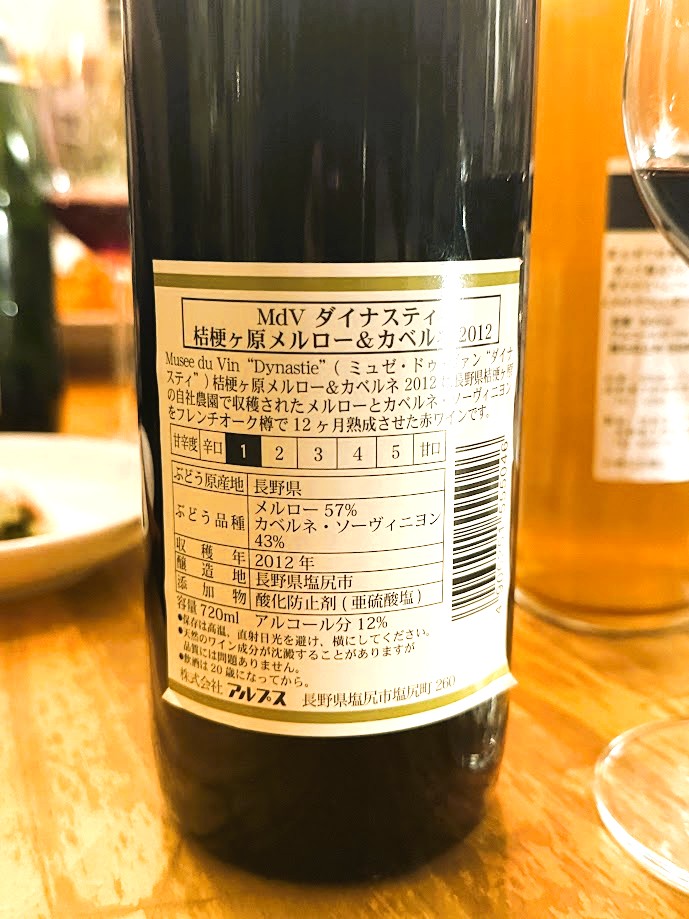 MdV ダイナスティ
桔梗ヶ原メルロー＆カベルネ 2012
Musee du Vin “Dynastie”（ ミュゼ・ドゥ ァン“ダイナ
スティ”）桔梗ヶ原メルロー＆カベルネ 2012 長野県桔梗ヶ
の自社農園で収穫されたメルローとカベルネ・ソーヴィニヨン
をフレンチオーク樽で 12 ヶ月熟成させた赤ワインです。
甘辛度 辛口 1 2 3 4 5 甘口
ぶどう原産地 長野県
ぶどう品種 メルロー 57%
カベルネ・ソーヴィニヨン
43%
収穫年 2012 年
醸造地 長野県塩尻市
添加物 酸化防止剤 (亜硫酸塩)
容量 720ml アルコール分 12%
●保存は高温、直射日光を避け、横にしてください。
●天然のワイン成分が沈澱することがありますが
品質には問題ありません。
●飲酒は 20 歳になってから。
株式会社 アルプス 長野県塩尻市塩尻町 260